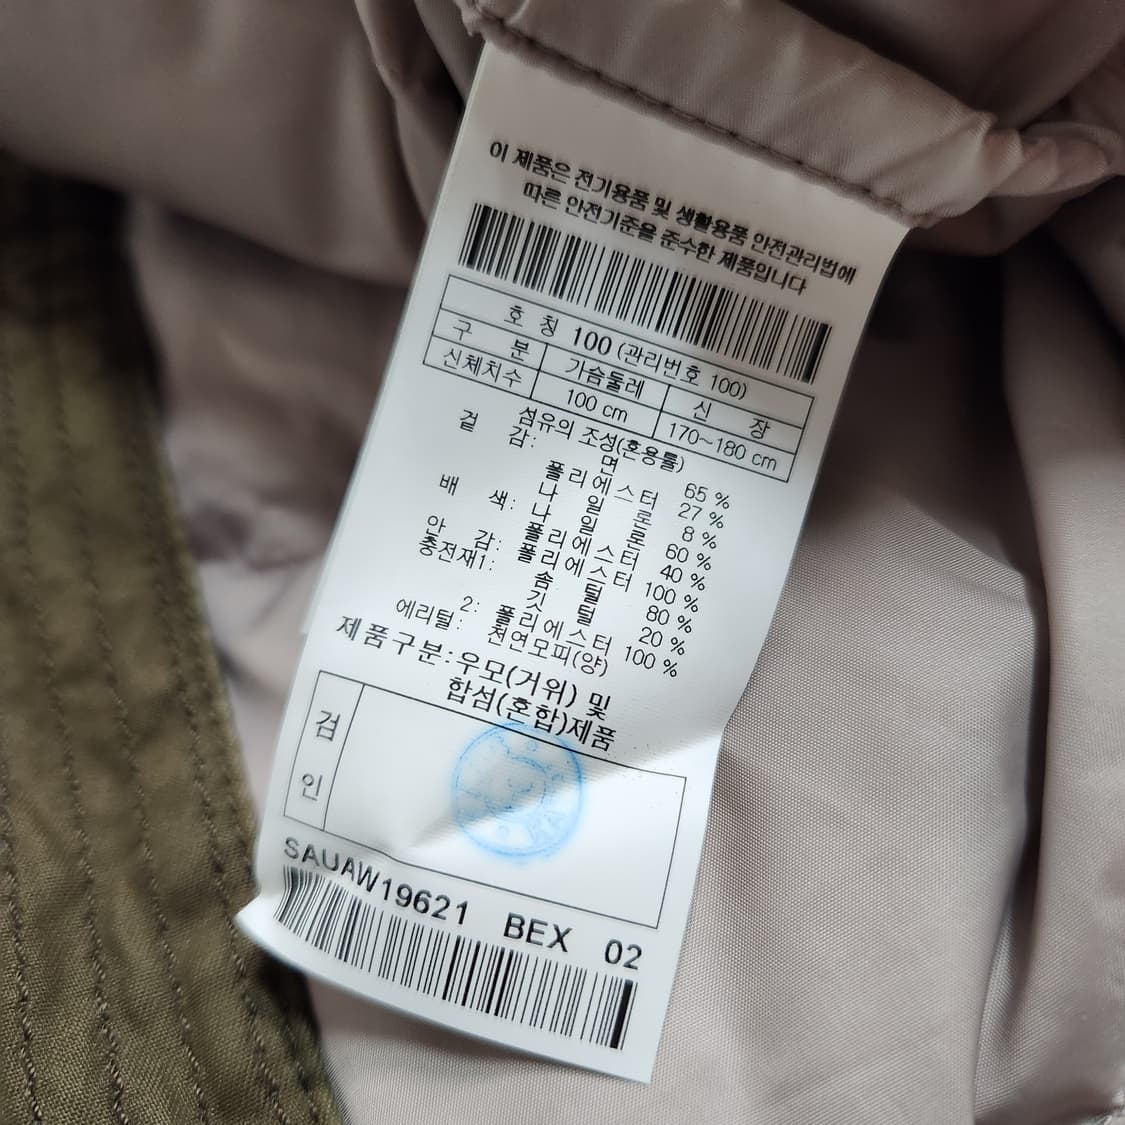 이 제품은 전기용품 및 생활용품 안전관리법에
따른 안전기준을 준수한 제품입니다
호 칭 100 (관리번호 100)
구 분 가슴둘레 신 장
신체치수 100 cm 170~180 cm
섬유의 조성(혼용률)
겉 감: 면 65 %
폴리에스터 27 %
나 일 론 8 %
배 색: 나 일 론 60 %
폴리에스터 40 %
안 감: 폴리에스터 100 %
충전재1: 솜 털 80 %
깃 털 20 %
2: 폴리에스터 100 %
에리털: 천연모피(양)
제품구분:우모(거위) 및
합섬(혼합)제품
검
인
SAUAW19621 BEX 02